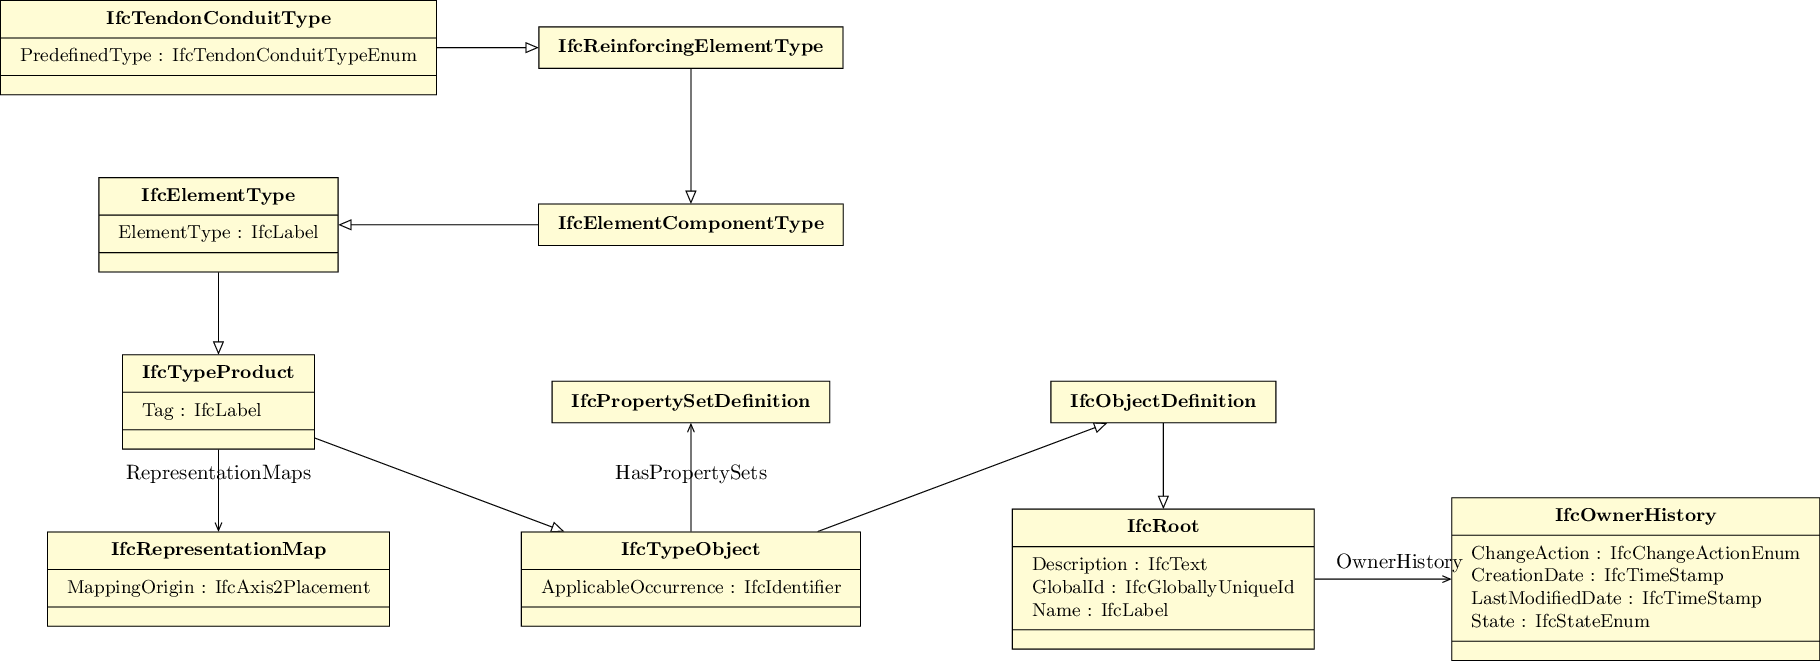 IfcTendonConduitType
PredefinedType : IfcTendonConduitTypeEnum
IfcReinforcingElementType
IfcElementType
ElementType : IfcLabel
IfcElementComponentType
IfcTypeProduct
Tag : IfcLabel
IfcPropertySetDefinition
IfcObjectDefinition
RepresentationMaps
HasPropertySets
IfcRepresentationMap
MappingOrigin : IfcAxis2Placement
IfcTypeObject
ApplicableOccurrence : IfcIdentifier
IfcRoot
Description : IfcText
GlobalId : IfcGloballyUniqueId
Name : IfcLabel
OwnerHistory
IfcOwnerHistory
ChangeAction : IfcChangeActionEnum
CreationDate : IfcTimeStamp
LastModifiedDate : IfcTimeStamp
State : IfcStateEnum